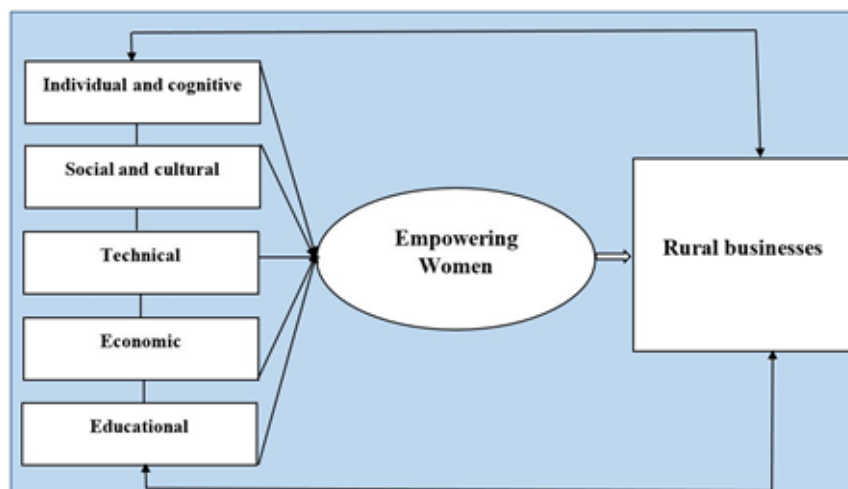 Individual and cognitive
Social and cultural
Technical
Economic
Educational
Empowering
Women
Rural businesses